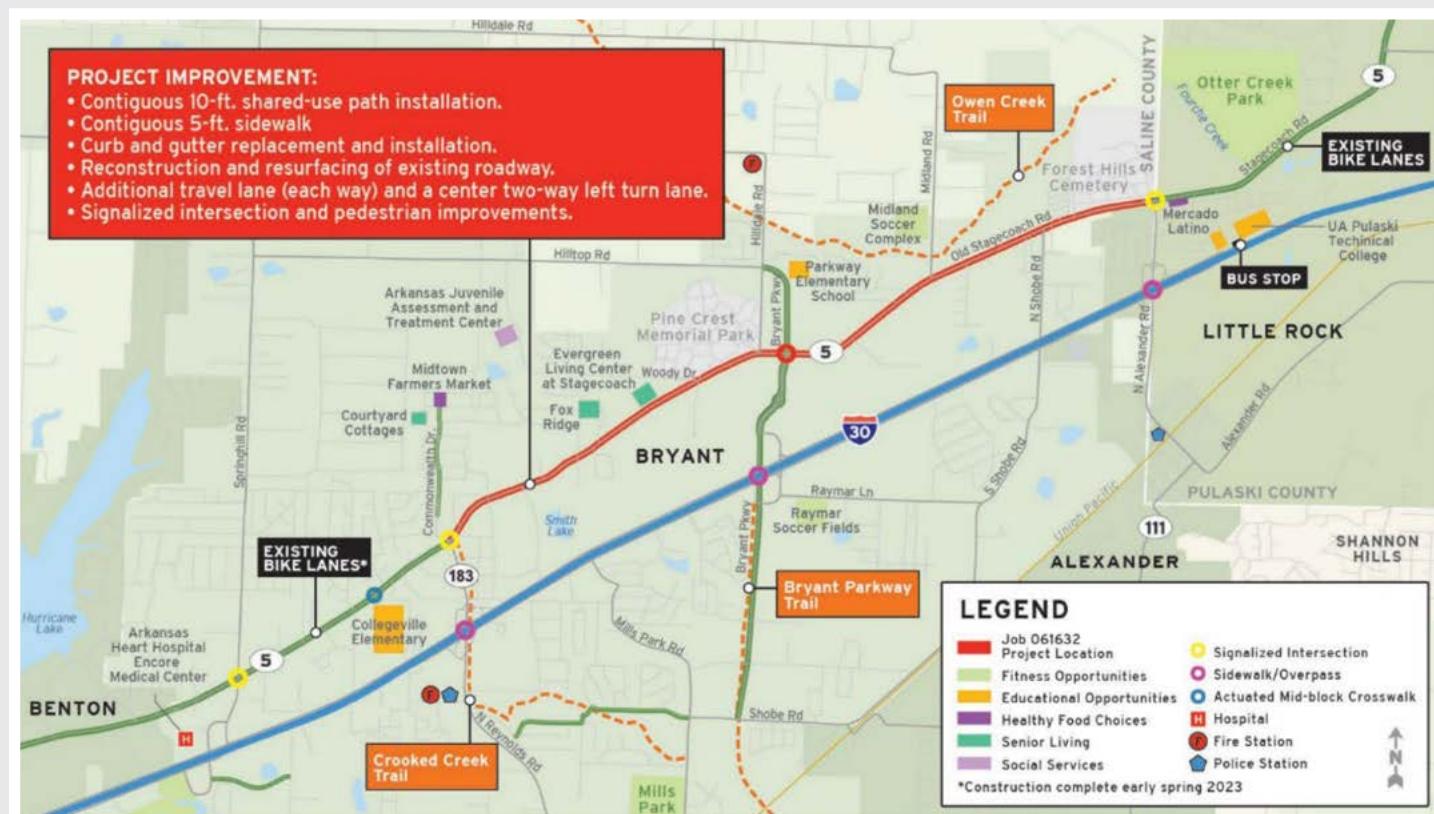 Hilldale Rd
PROJECT IMPROVEMENT:
• Contiguous 10-ft. shared-use path installation.
• Contiguous 5-ft. sidewalk
• Curb and gutter replacement and installation.
• Reconstruction and resurfacing of existing roadway.
• Additional travel lane (each way) and a center two-way left turn lane.
• Signalized intersection and pedestrian improvements.
Owen Creek
Trail
SALINE COUNTY
Otter Creek
Park
Fourche Creek
5
Stagecoach Rd
EXISTING
BIKE LANES
F
Hilldale Rd
Midland Rd
Forest Hills
Cemetery
Midland
Soccer
Complex
Old Stagecoach Rd
Mercado
Latino
UA Pulaski
Techinical
College
BUS STOP
Hilltop Rd
Parkway
Elementary
School
Bryant Pkwy
N Shobe Rd
N Alexander Rd
LITTLE ROCK
Arkansas Juvenile
Assessment and
Treatment Center
Pine Crest
Memorial Park
5
Evergreen
Living Center
at Stagecoach
Woody Dr.
Midtown
Farmers Market
Courtyard
Cottages
Fox
Ridge
30
Alexander Rd
Springhill Rd
Commonwealth Dr.
BRYANT
Raymar Ln
S Shobe Rd
PULASKI COUNTY
Raymar
Soccer Fields
Smith
Lake
Union Pacific
111
SHANNON
HILLS
EXISTING
BIKE LANES*
183
Bryant Pkwy
ALEXANDER
Bryant Parkway
Trail
Hurricane
Lake
Arkansas
Heart Hospital
Encore
Medical Center
Collegeville
Elementary
5
Mills Park Rd
BENTON
H
F
N Reynolds Rd
Shobe Rd
Crooked Creek
Trail
Mills
Park
LEGEND
Job 061632
Project Location
Fitness Opportunities
Educational Opportunities
Healthy Food Choices
Senior Living
Social Services
Signalized Intersection
Sidewalk/Overpass
Actuated Mid-block Crosswalk
H
Hospital
F
Fire Station
Police Station
N
*Construction complete early spring 2023